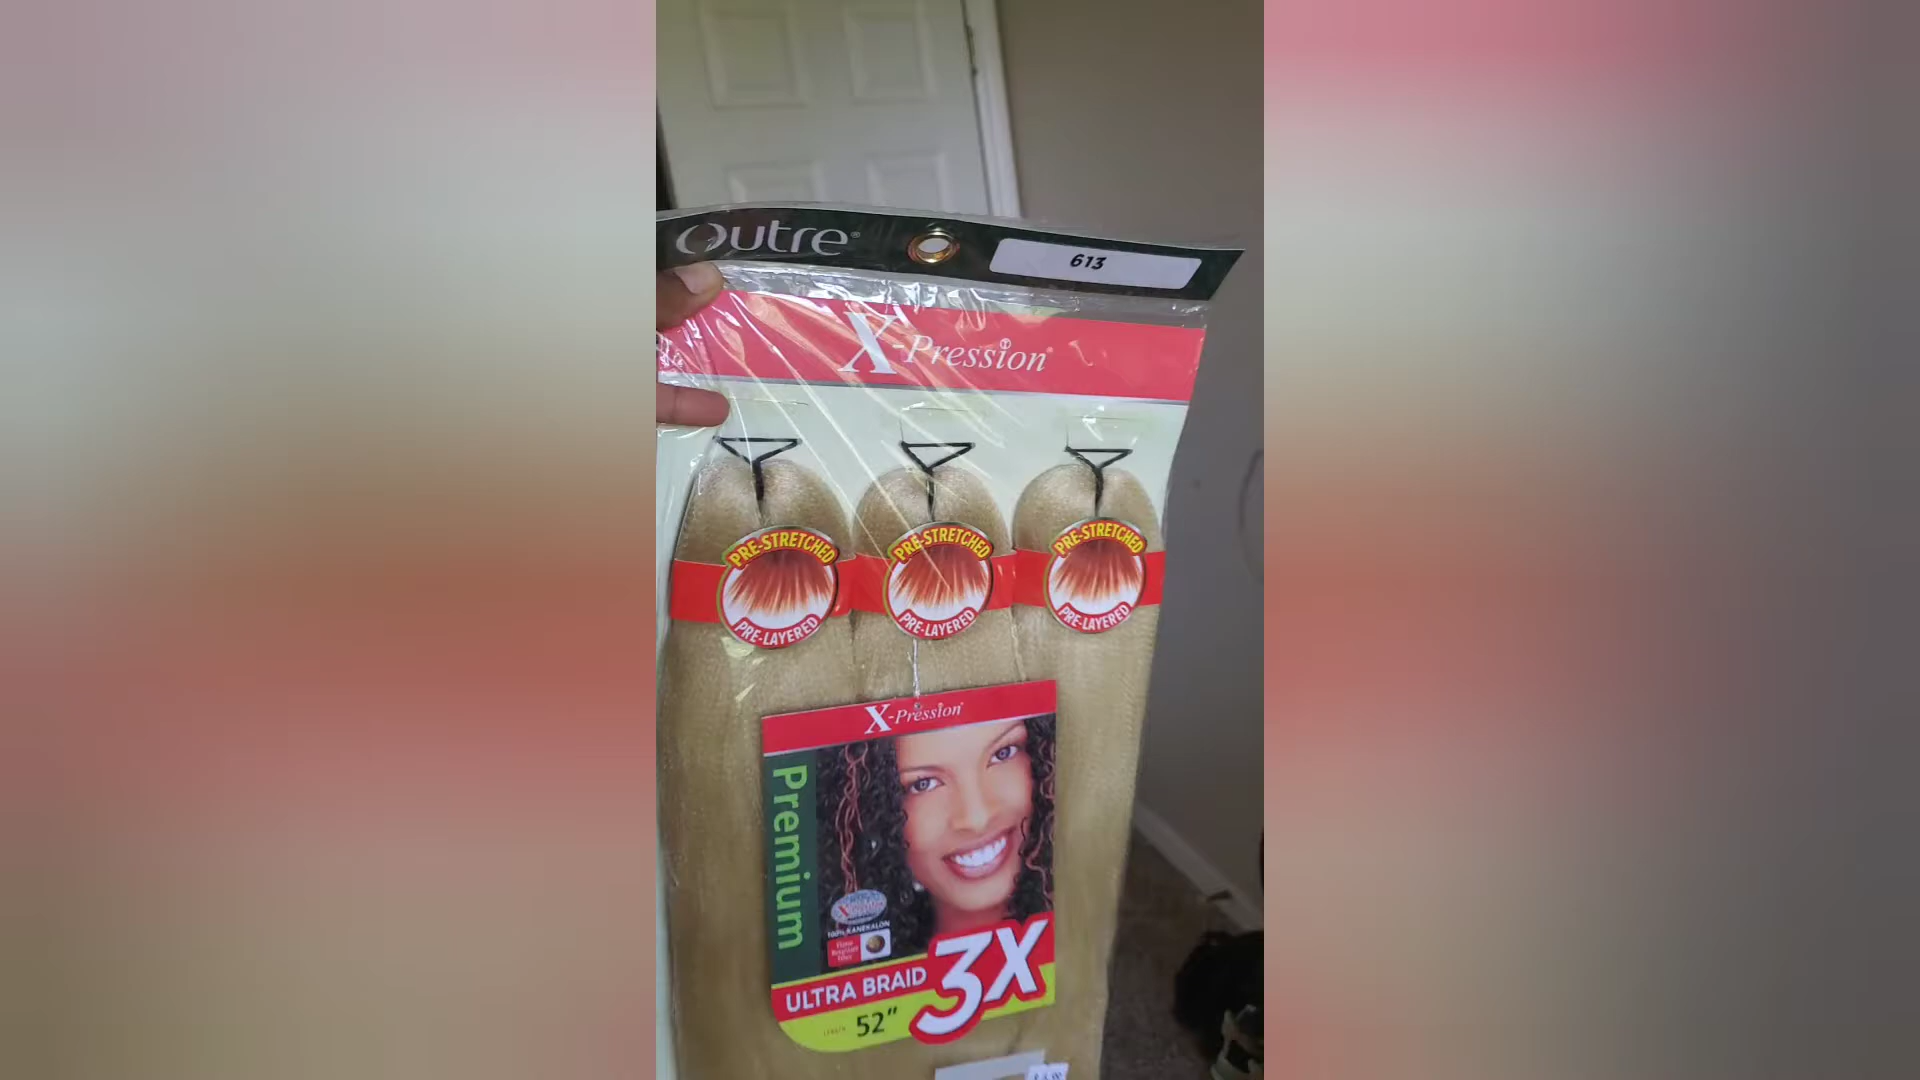 Outre®
613
X-Pression
PRE-STRETCHED
PRE-LAYERED
PRE-STRETCHED
PRE-LAYERED
PRE-STRETCHED
PRE-LAYERED
X-Pression
Premium
100% KANEKALON
ULTRA BRAID
3X
LENGTH 52"